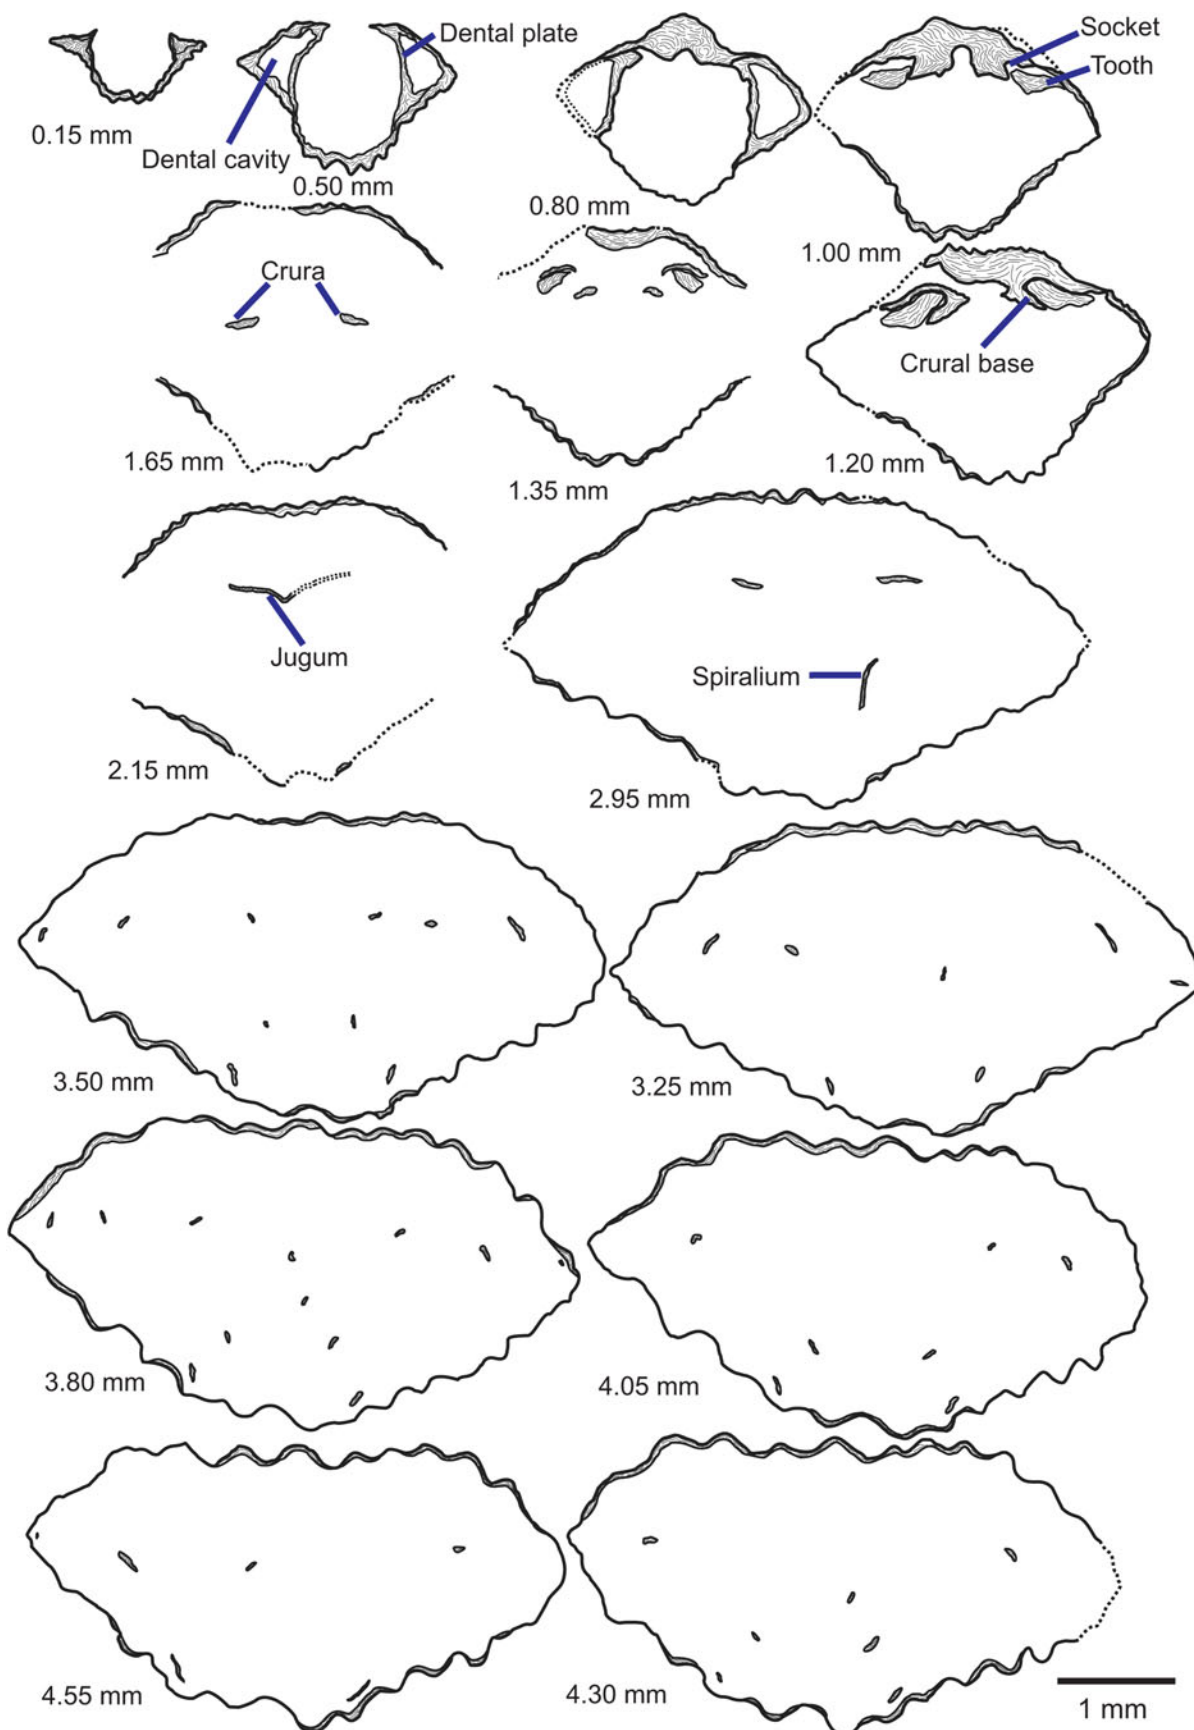 Dental plate
Socket
Tooth
0.15 mm
Dental cavity
0.50 mm
0.80 mm
1.00 mm
Crura
Crural base
1.65 mm
1.35 mm
1.20 mm
Jugum
Spiralium
2.15 mm
2.95 mm
3.50 mm
3.25 mm
3.80 mm
4.05 mm
4.55 mm
4.30 mm
1 mm